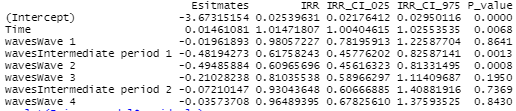 Esitmates IRR IRR_CI_025 IRR_CI_975 P_value
(Intercept) -3.67315154 0.02539631 0.02176412 0.02950116 0.0000
Time 0.01461081 1.01471807 1.00404615 1.02553535 0.0068
wavesWave 1 -0.01961893 0.98057227 0.78195913 1.22587704 0.8641
wavesIntermediate period 1 -0.48194273 0.61758243 0.45776202 0.82587141 0.0013
wavesWave 2 -0.49485884 0.60965696 0.45616323 0.81331495 0.0008
wavesWave 3 -0.21028238 0.81035538 0.58966297 1.11409687 0.1950
wavesIntermediate period 2 -0.07210147 0.93043648 0.60666885 1.40881916 0.7369
wavesWave 4 -0.03573708 0.96489395 0.67825610 1.37593525 0.8430